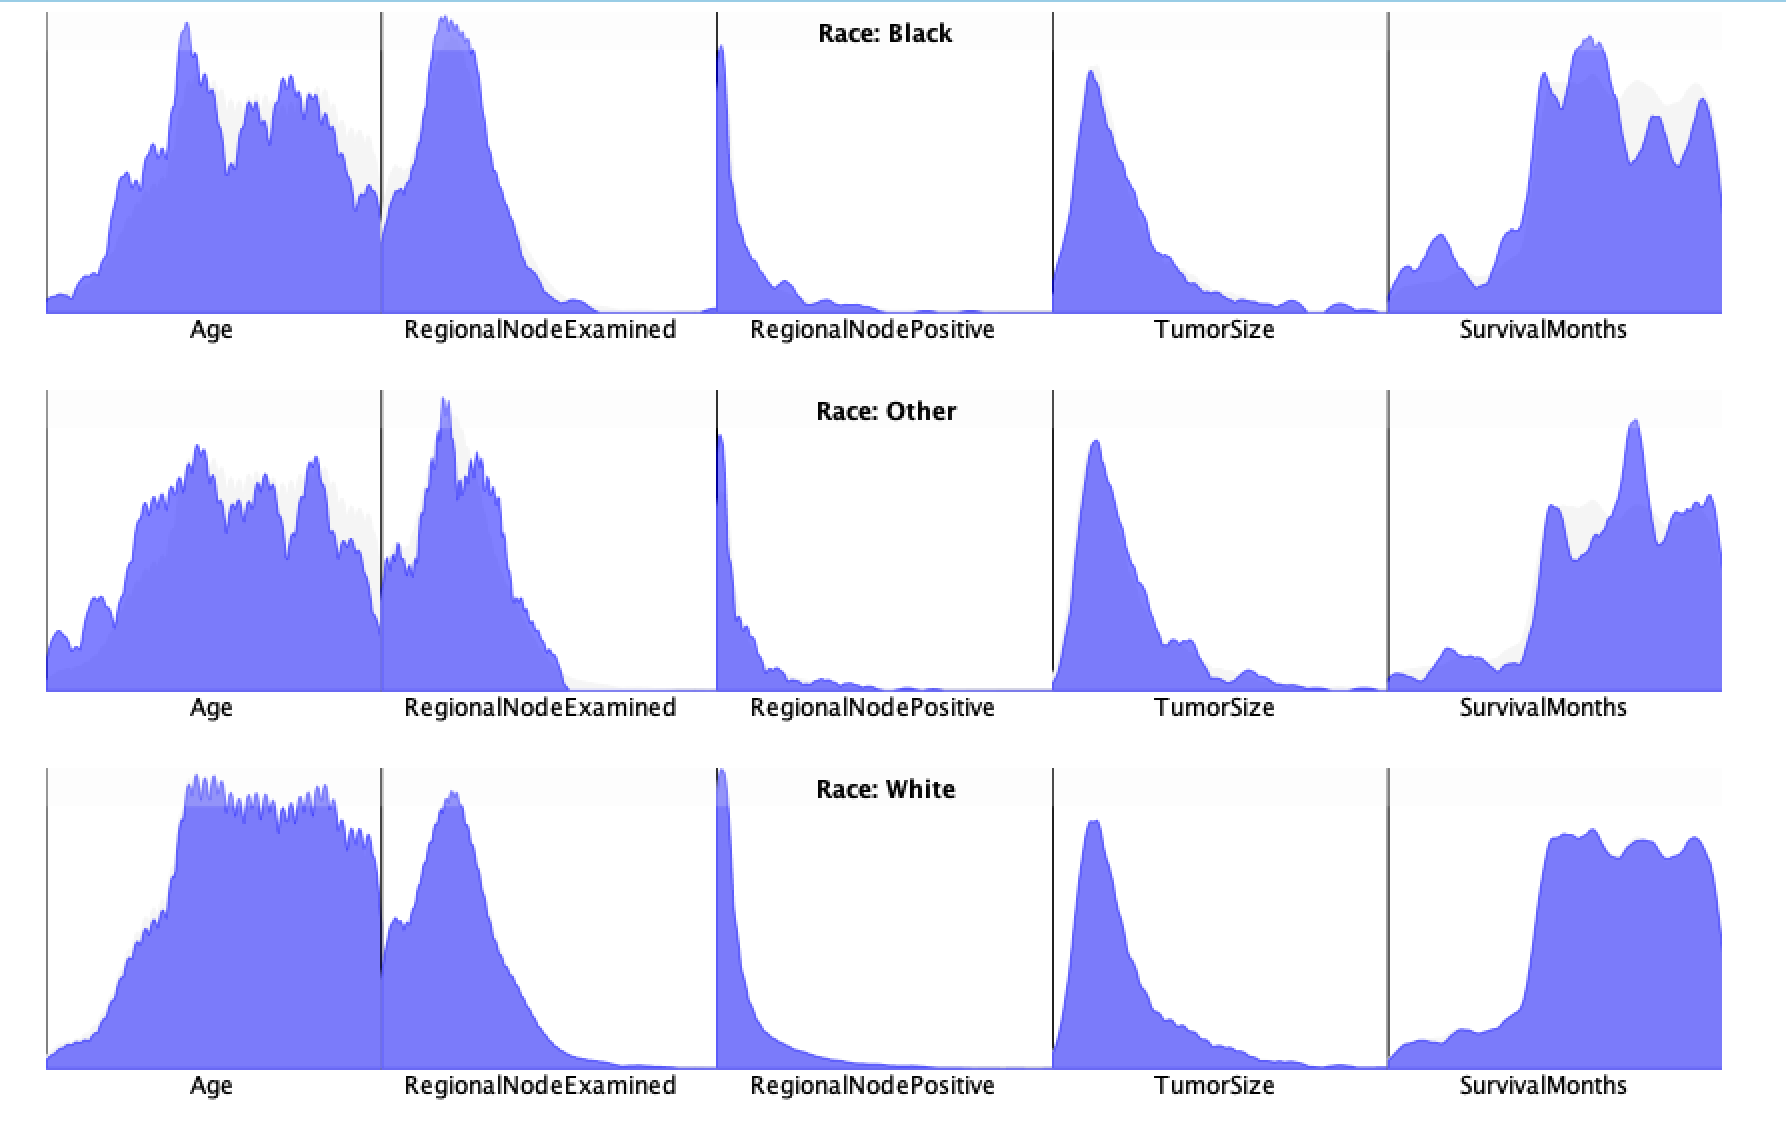 Race: Black
Age RegionalNodeExamined RegionalNodePositive TumorSize SurvivalMonths
Race: Other
Age RegionalNodeExamined RegionalNodePositive TumorSize SurvivalMonths
Race: White
Age RegionalNodeExamined RegionalNodePositive TumorSize SurvivalMonths